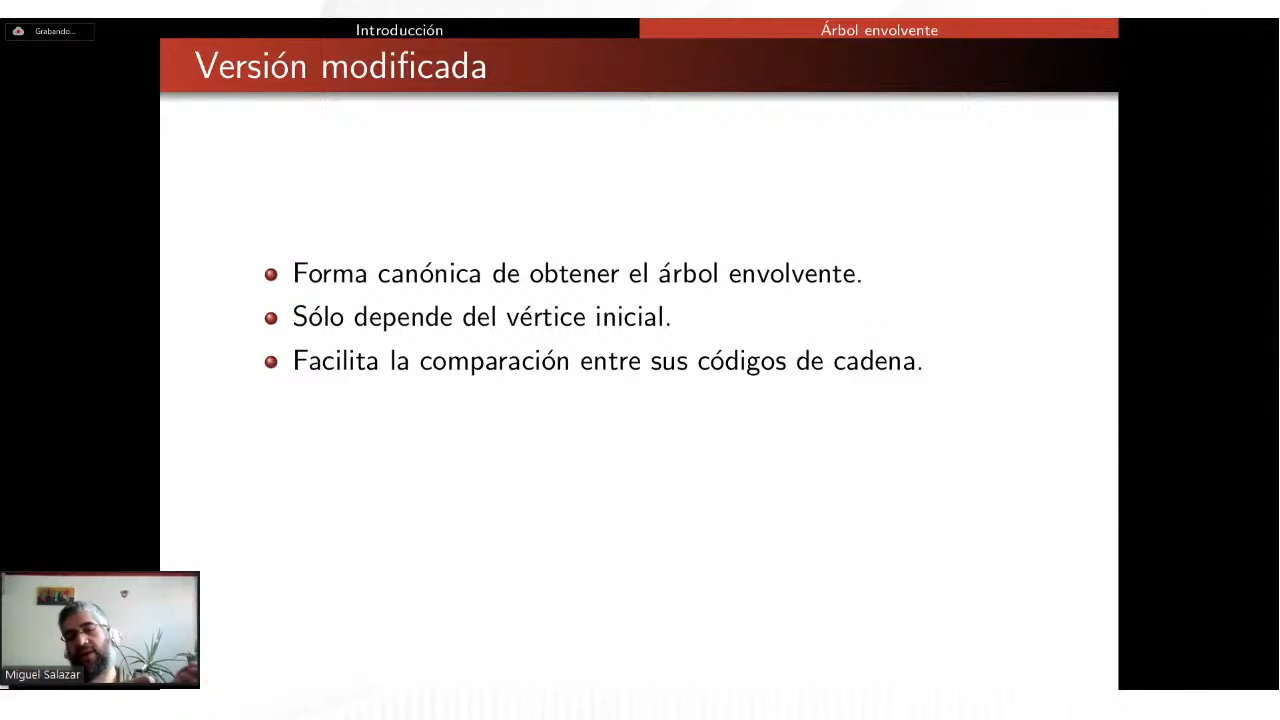 Grabando...
Introducción
Árbol envolvente
Versión modificada
Forma canónica de obtener el árbol envolvente.
Sólo depende del vértice inicial.
Facilita la comparación entre sus códigos de cadena.
Miguel Salazar